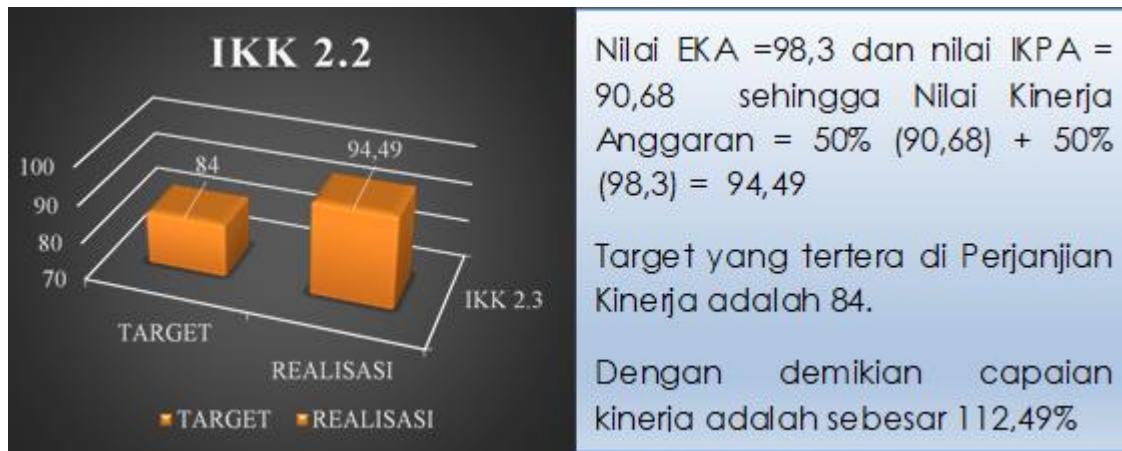 IKK 2.2
100
90
80
70
84
94,49
TARGET
REALISASI
IKK 2.3
TARGET REALISASI
Nilai EKA =98,3 dan nilai IKPA =
90,68 sehingga Nilai Kinerja
Anggaran = 50% (90,68) + 50%
(98,3) = 94,49
Target yang tertera di Perjanjian
Kinerja adalah 84.
Dengan demikian capaian
kinerja adalah sebesar 112,49%